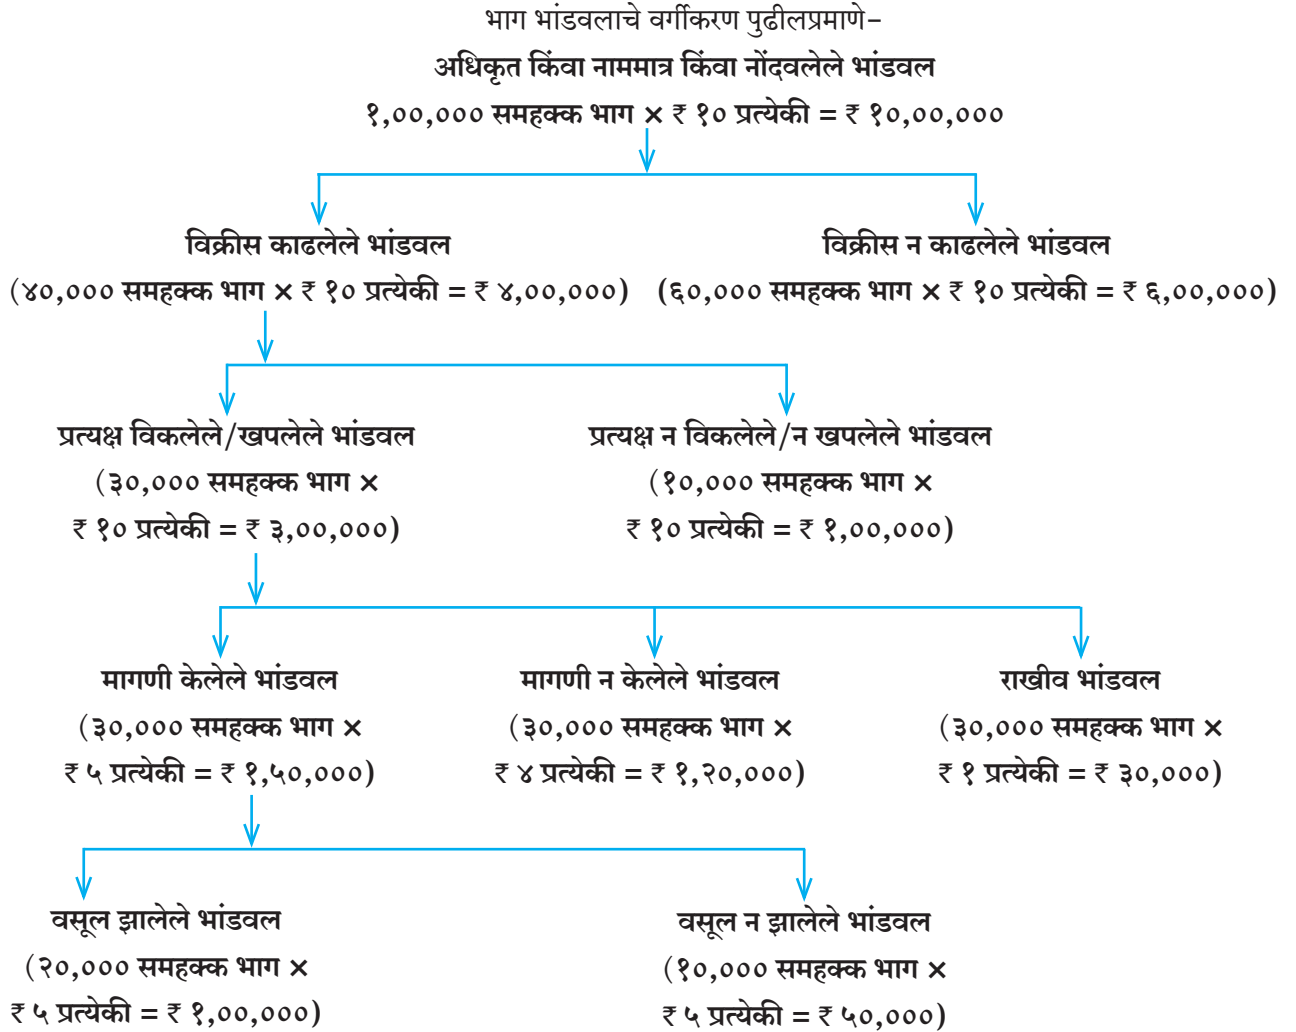 भाग भांडवलाचे वर्गीकरण पुढीलप्रमाणे-
अधिकृत किंवा नाममात्र किंवा नोंदवलेले भांडवल
१,००,००० समहक्क भाग × ₹ १० प्रत्येकी = ₹ १०,००,०००
विक्रीस काढलेले भांडवल
(४०,००० समहक्क भाग × ₹ १० प्रत्येकी = ₹ ४,००,०००)
विक्रीस न काढलेले भांडवल
(६०,००० समहक्क भाग × ₹ १० प्रत्येकी = ₹ ६,००,०००)
प्रत्यक्ष विकलेले/खपलेले भांडवल
(३०,००० समहक्क भाग ×
₹ १० प्रत्येकी = ₹ ३,००,०००)
प्रत्यक्ष न विकलेले/न खपलेले भांडवल
(१०,००० समहक्क भाग ×
₹ १० प्रत्येकी = ₹ १,००,०००)
मागणी केलेले भांडवल
(३०,००० समहक्क भाग ×
₹ ५ प्रत्येकी = ₹ १,५०,०००)
मागणी न केलेले भांडवल
(३०,००० समहक्क भाग ×
₹ ४ प्रत्येकी = ₹ १,२०,०००)
राखीव भांडवल
(३०,००० समहक्क भाग ×
₹ १ प्रत्येकी = ₹ ३०,०००)
वसूल झालेले भांडवल
(२०,००० समहक्क भाग ×
₹ ५ प्रत्येकी = ₹ १,००,०००)
वसूल न झालेले भांडवल
(१०,००० समहक्क भाग ×
₹ ५ प्रत्येकी = ₹ ५०,०००)